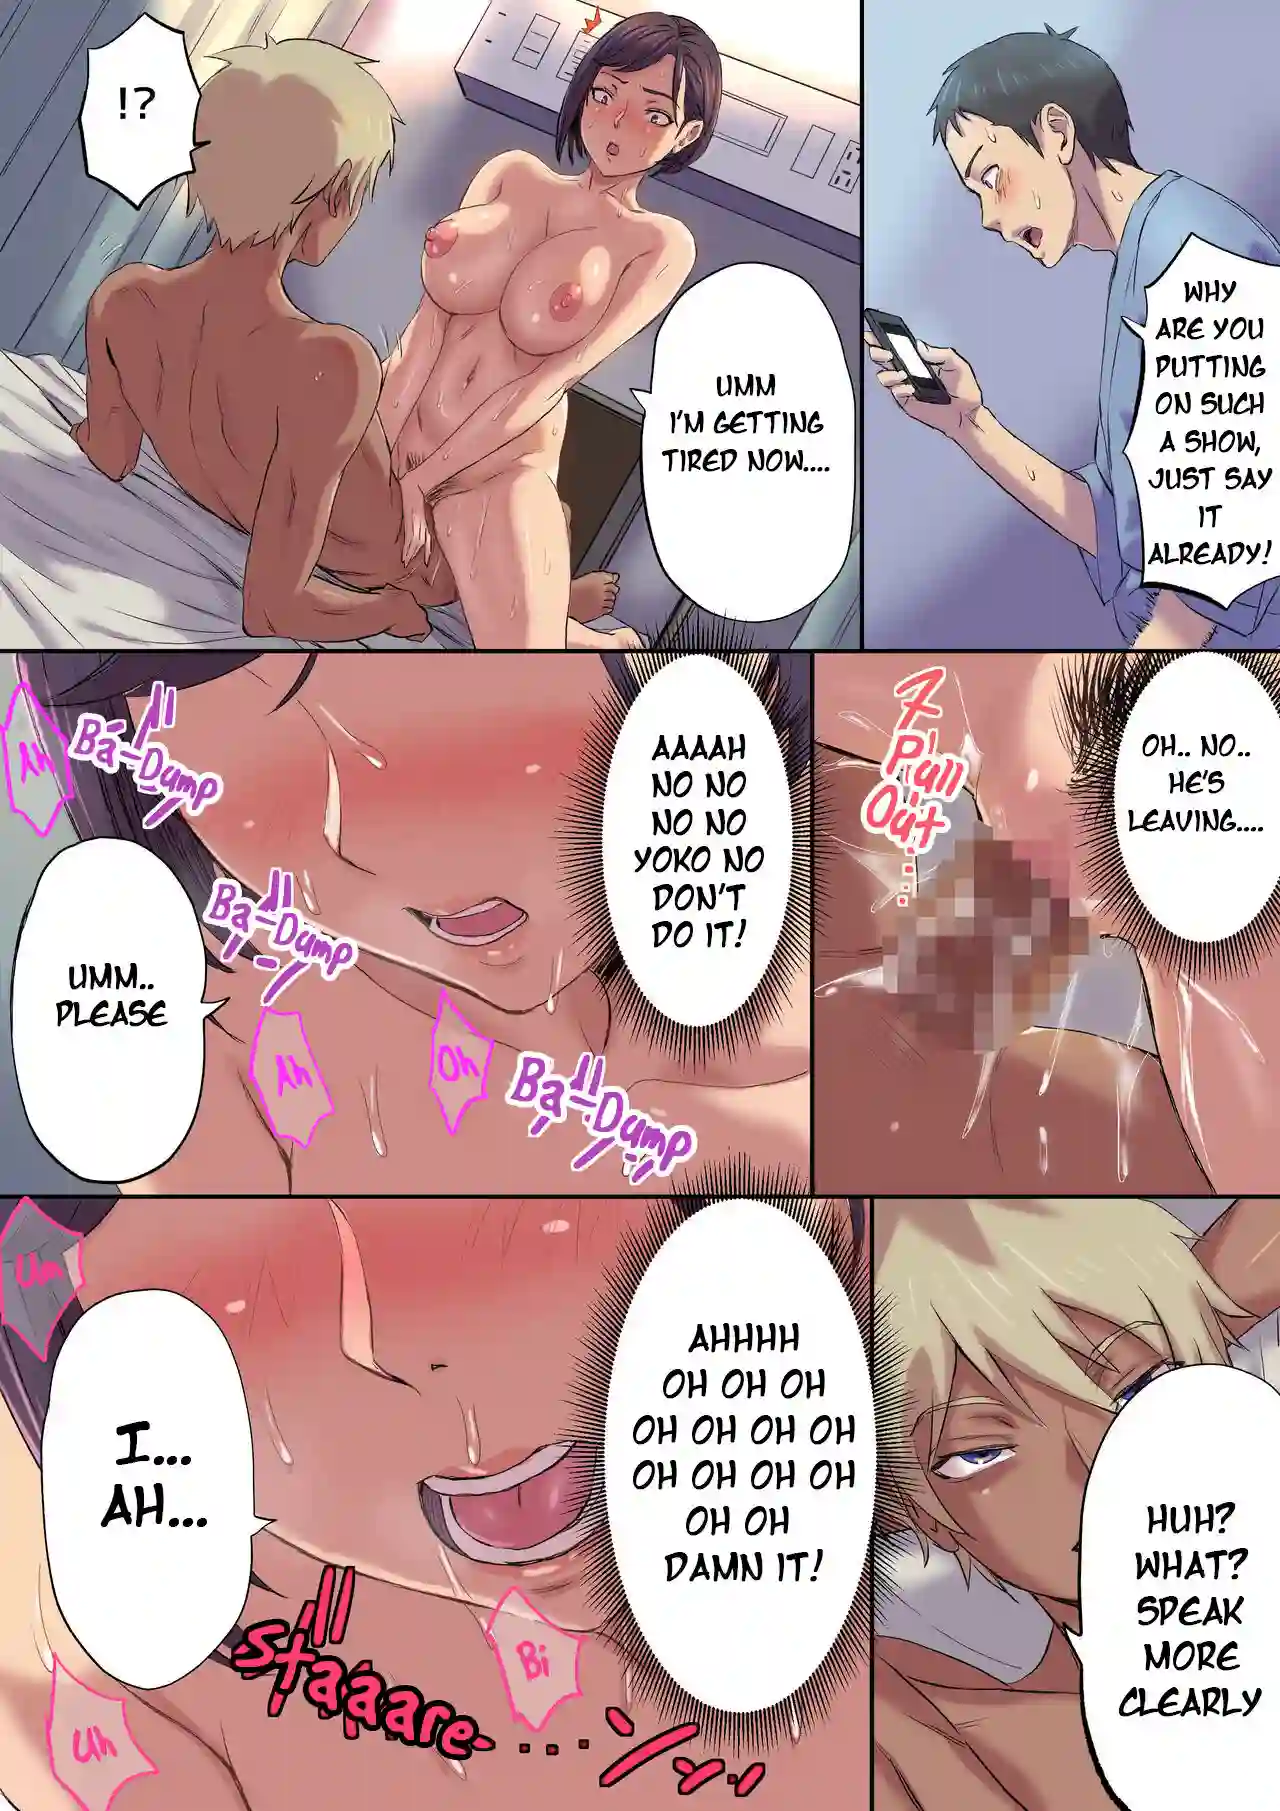 WHY
ARE YOU
PUTTING
ON SUCH
A SHOW,
JUST SAY
IT
ALREADY!
!?
UMM
I'M GETTING
TIRED NOW....
OH.. NO..
HE'S
LEAVING....
Pull
Out
AAAAH
NO NO
NO NO
YOKO NO
DON'T
DO IT!
Ah
Ba-Dump
Ba-Dump
UMM..
PLEASE
Ah
Oh
Ba-Dump
HUH?
WHAT?
SPEAK
MORE
CLEARLY
AHHHH
OH OH OH
OH OH OH OH
OH OH OH OH
OH OH
DAMN IT!
Um
I...
AH...
Staaare
Bi
Uh